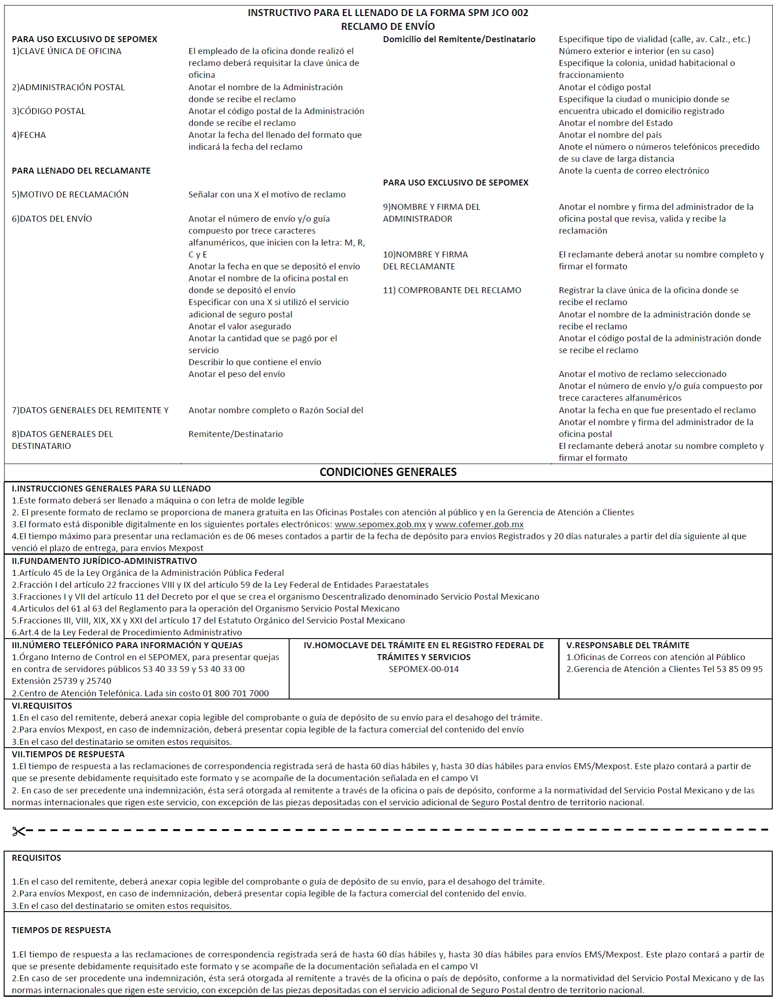 INSTRUCTIVO PARA EL LLENADO DE LA FORMA SPM JCO 002
RECLAMO DE ENVÍO
PARA USO EXCLUSIVO DE SEPOMEX
1)CLAVE ÚNICA DE OFICINA
El empleado de la oficina donde realizó el
reclamo deberá requisitar la clave única de
oficina
2)ADMINISTRACIÓN POSTAL
Anotar el nombre de la Administración
donde se recibe el reclamo
3)CÓDIGO POSTAL
Anotar el código postal de la Administración
donde se recibe el reclamo
4)FECHA
Anotar la fecha del llenado del formato que
indicará la fecha del reclamo
PARA LLENADO DEL RECLAMANTE
5)MOTIVO DE RECLAMACIÓN
Señalar con una X el motivo de reclamo
6)DATOS DEL ENVÍO
Anotar el número de envío y/o guía
compuesto por trece caracteres
alfanuméricos, que inicien con la letra: M, R,
C y E
Anotar la fecha en que se depositó el envío
Anotar el nombre de la oficina postal en
donde se depositó el envío
Especificar con una X si utilizó el servicio
adicional de seguro postal
Anotar el valor asegurado
Anotar la cantidad que se pagó por el
servicio
Describir lo que contiene el envío
Anotar el peso del envío
7)DATOS GENERALES DEL REMITENTE Y
Anotar nombre completo o Razón Social del
8)DATOS GENERALES DEL
DESTINATARIO
Remitente/Destinatario
Domicilio del Remitente/Destinatario
Especifique tipo de vialidad (calle, av. Calz., etc.)
Número exterior e interior (en su caso)
Especifique la colonia, unidad habitacional o
fraccionamiento
Anotar el código postal
Especifique la ciudad o municipio donde se
encuentra ubicado el domicilio registrado
Anotar el nombre del Estado
Anotar el nombre del país
Anote el número o números telefónicos precedido
de su clave de larga distancia
Anote la cuenta de correo electrónico
PARA USO EXCLUSIVO DE SEPOMEX
9)NOMBRE Y FIRMA DEL
ADMINISTRADOR
Anotar el nombre y firma del administrador de la
oficina postal que revisa, valida y recibe la
reclamación
10)NOMBRE Y FIRMA
DEL RECLAMANTE
El reclamante deberá anotar su nombre completo y
firmar el formato
11) COMPROBANTE DEL RECLAMO
Registrar la clave única de la oficina donde se
recibe el reclamo
Anotar el nombre de la administración donde se
recibe el reclamo
Anotar el código postal de la administración donde
se recibe el reclamo
Anotar el motivo de reclamo seleccionado
Anotar el número de envío y/o guía compuesto por
trece caracteres alfanuméricos
Anotar la fecha en que fue presentado el reclamo
Anotar el nombre y firma del administrador de la
oficina postal
El reclamante deberá anotar su nombre completo y
firmar el formato
CONDICIONES GENERALES
I.INSTRUCCIONES GENERALES PARA SU LLENADO
1.Este formato deberá ser llenado a máquina o con letra de molde legible
2. El presente formato de reclamo se proporciona de manera gratuita en las Oficinas Postales con atención al público y en la Gerencia de Atención a Clientes
3.El formato está disponible digitalmente en los siguientes portales electrónicos: www.sepomex.gob.mx y www.cofemer.gob.mx
4.El tiempo máximo para presentar una reclamación es de 06 meses contados a partir de la fecha de depósito para envíos Registrados y 20 días naturales a partir del día siguiente al que
venció el plazo de entrega, para envíos Mexpost
II.FUNDAMENTO JURÍDICO-ADMINISTRATIVO
1.Artículo 45 de la Ley Orgánica de la Administración Pública Federal
2.Fracción I del artículo 22 fracciones VIII y IX del artículo 59 de la Ley Federal de Entidades Paraestatales
3.Fracciones I y VII del artículo 11 del Decreto por el que se crea el organismo Descentralizado denominado Servicio Postal Mexicano
4.Articulos del 61 al 63 del Reglamento para la operación del Organismo Servicio Postal Mexicano
5.Fracciones III, VIII, XIX, XX y XXI del artículo 17 del Estatuto Orgánico del Servicio Postal Mexicano
6.Art.4 de la Ley Federal de Procedimiento Administrativo
III.NÚMERO TELEFÓNICO PARA INFORMACIÓN Y QUEJAS
1.Órgano Interno de Control en el SEPOMEX, para presentar quejas
en contra de servidores públicos 53 40 33 59 y 53 40 33 00
Extensión 25739 y 25740
2.Centro de Atención Telefónica. Lada sin costo 01 800 701 7000
IV.HOMOCLAVE DEL TRÁMITE EN EL REGISTRO FEDERAL DE
TRÁMITES Y SERVICIOS
SEPOMEX-00-014
V.RESPONSABLE DEL TRÁMITE
1.Oficinas de Correos con atención al Público
2.Gerencia de Atención a Clientes Tel 53 85 09 95
VI.REQUISITOS
1.En el caso del remitente, deberá anexar copia legible del comprobante o guía de depósito de su envío para el desahogo del trámite.
2.Para envíos Mexpost, en caso de indemnización, deberá presentar copia legible de la factura comercial del contenido del envío
3.En el caso del destinatario se omiten estos requisitos.
VII.TIEMPOS DE RESPUESTA
1.El tiempo de respuesta a las reclamaciones de correspondencia registrada será de hasta 60 días hábiles y, hasta 30 días hábiles para envíos EMS/Mexpost. Este plazo contará a partir de
que se presente debidamente requisitado este formato y se acompañe de la documentación señalada en el campo VI
2. En caso de ser precedente una indemnización, ésta será otorgada al remitente a través de la oficina o país de depósito, conforme a la normatividad del Servicio Postal Mexicano y de las
normas internacionales que rigen este servicio, con excepción de las piezas depositadas con el servicio adicional de Seguro Postal dentro de territorio nacional.
REQUISITOS
1.En el caso del remitente, deberá anexar copia legible del comprobante o guía de depósito de su envío, para el desahogo del trámite.
2.Para envíos Mexpost, en caso de indemnización, deberá presentar copia legible de la factura comercial del contenido del envío.
3.En el caso del destinatario se omiten estos requisitos.
TIEMPOS DE RESPUESTA
1.El tiempo de respuesta a las reclamaciones de correspondencia registrada será de hasta 60 días hábiles y, hasta 30 días hábiles para envíos EMS/Mexpost. Este plazo contará a partir de
que se presente debidamente requisitado este formato y se acompañe de la documentación señalada en el campo VI
2.En caso de ser procedente una indemnización, ésta será otorgada al remitente a través de la oficina o país de depósito, conforme a la normatividad del Servicio Postal Mexicano y de las
normas internacionales que rigen este servicio, con excepción de las piezas depositadas con el servicio adicional de Seguro Postal dentro de territorio nacional.